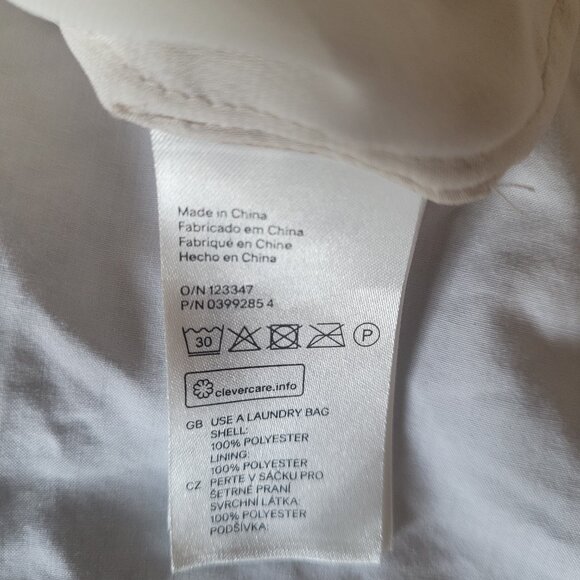 Made in China
Fabricado em China
Fabriqué en Chine
Hecho en China
O/N 123347
P/N 0399285 4
30 P
clevercare.info
GB USE A LAUNDRY BAG
SHELL:
100% POLYESTER
LINING:
100% POLYESTER
CZ PERTE V SÁČKU PRO
ŠETRNÉ PRANÍ
SVRCHNÍ LÁTKA:
100% POLYESTER
PODŠÍVKA: